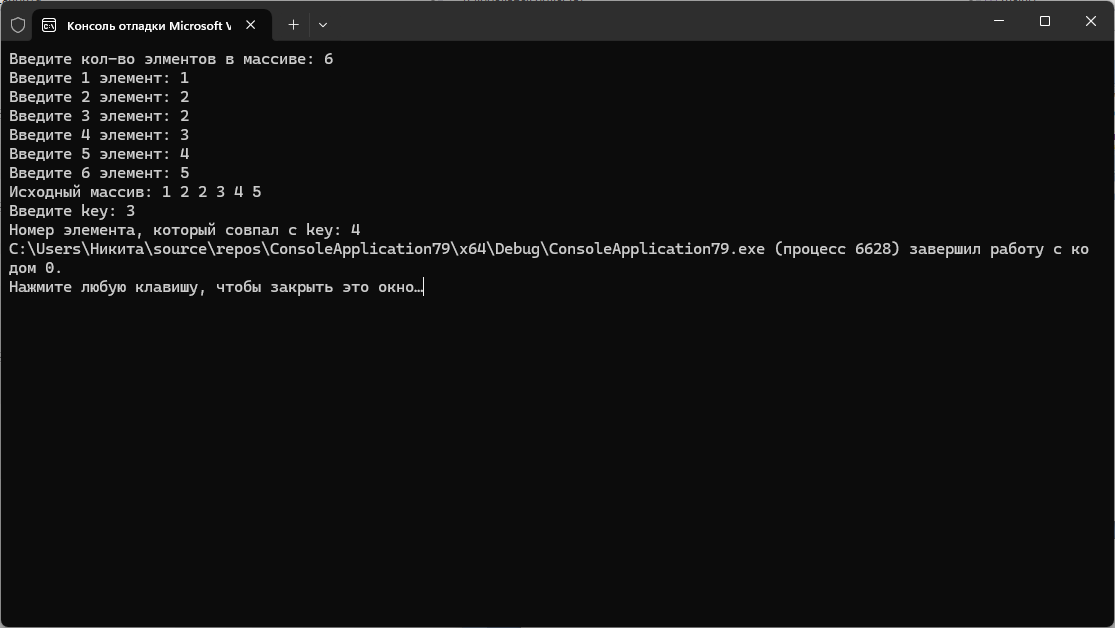 Консоль отладки Microsoft V
Введите кол-во элментов в массиве: 6
Введите 1 элемент: 1
Введите 2 элемент: 2
Введите 3 элемент: 2
Введите 4 элемент: 3
Введите 5 элемент: 4
Введите 6 элемент: 5
Исходный массив: 1 2 2 3 4 5
Введите key: 3
Номер элемента, который совпал с key: 4
C:\Users\Никита\source\repos\ConsoleApplication79\x64\Debug\ConsoleApplication79.exe (процесс 6628) завершил работу с ко
дом 0.
Нажмите любую клавишу, чтобы закрыть это окно…